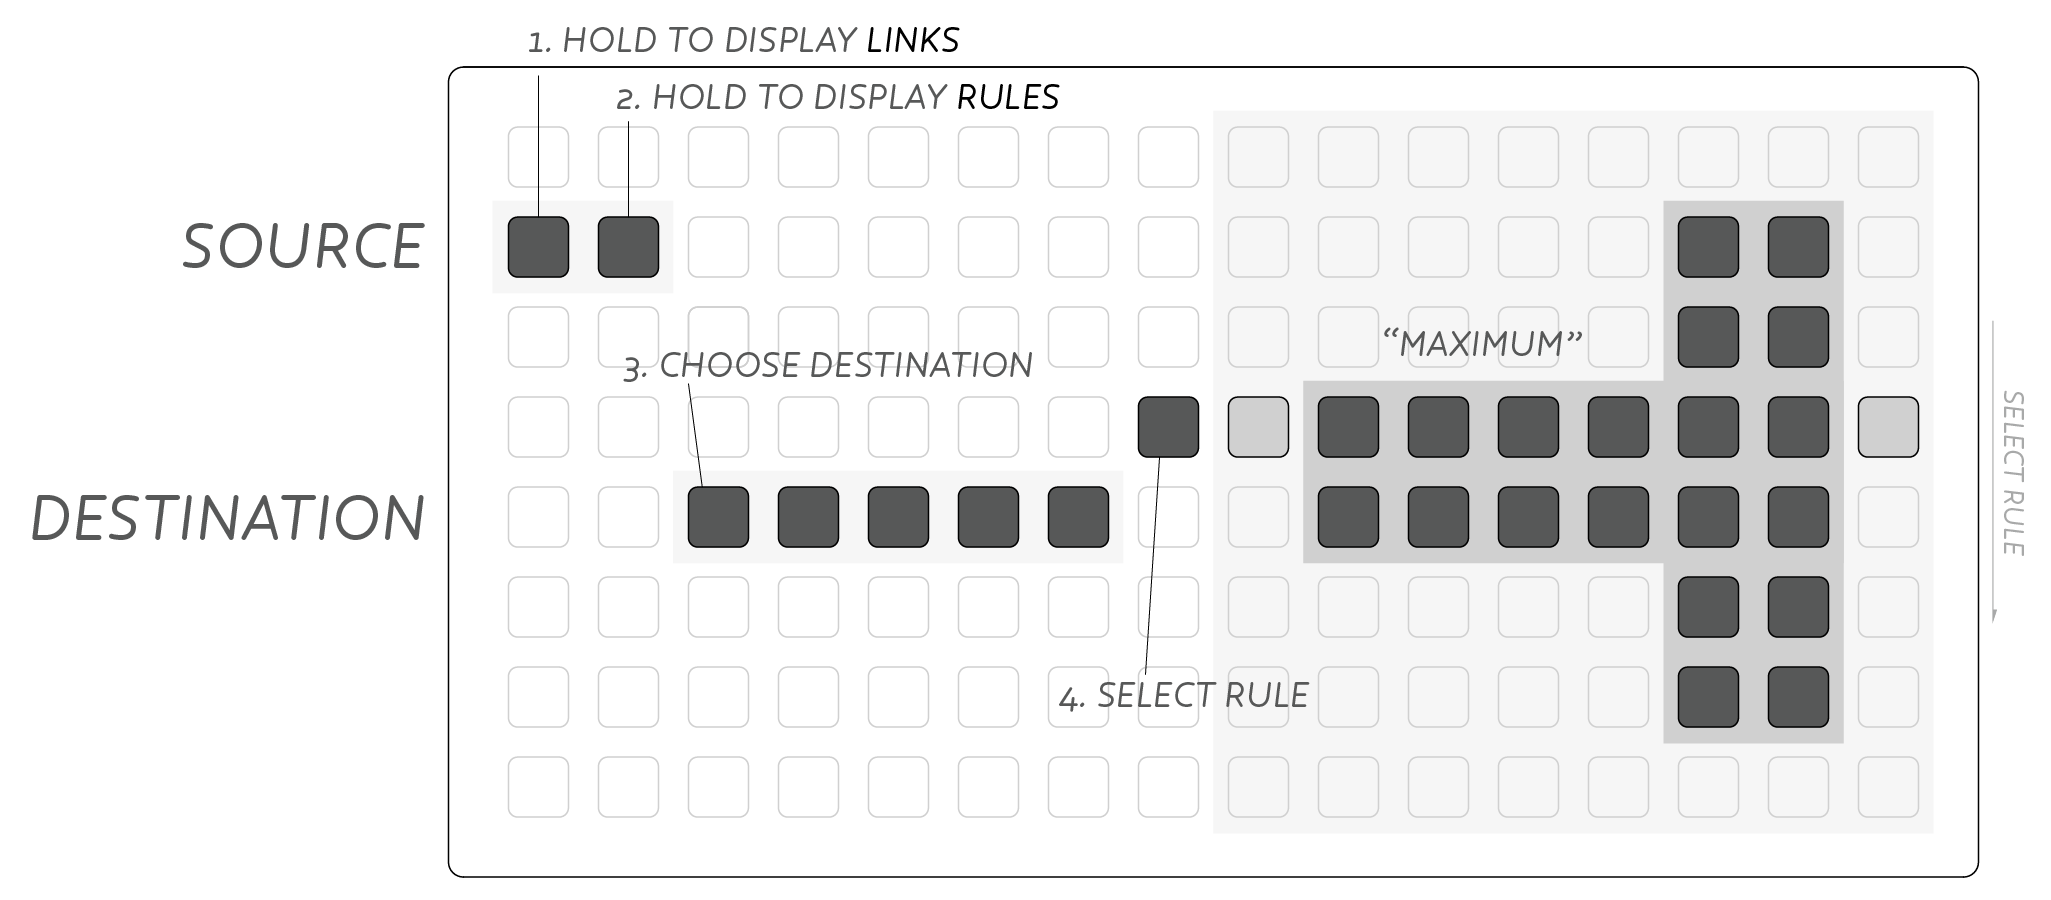 1. HOLD TO DISPLAY LINKS
2. HOLD TO DISPLAY RULES
SOURCE
"MAXIMUM"
3. CHOOSE DESTINATION
SELECT RULE
DESTINATION
4. SELECT RULE